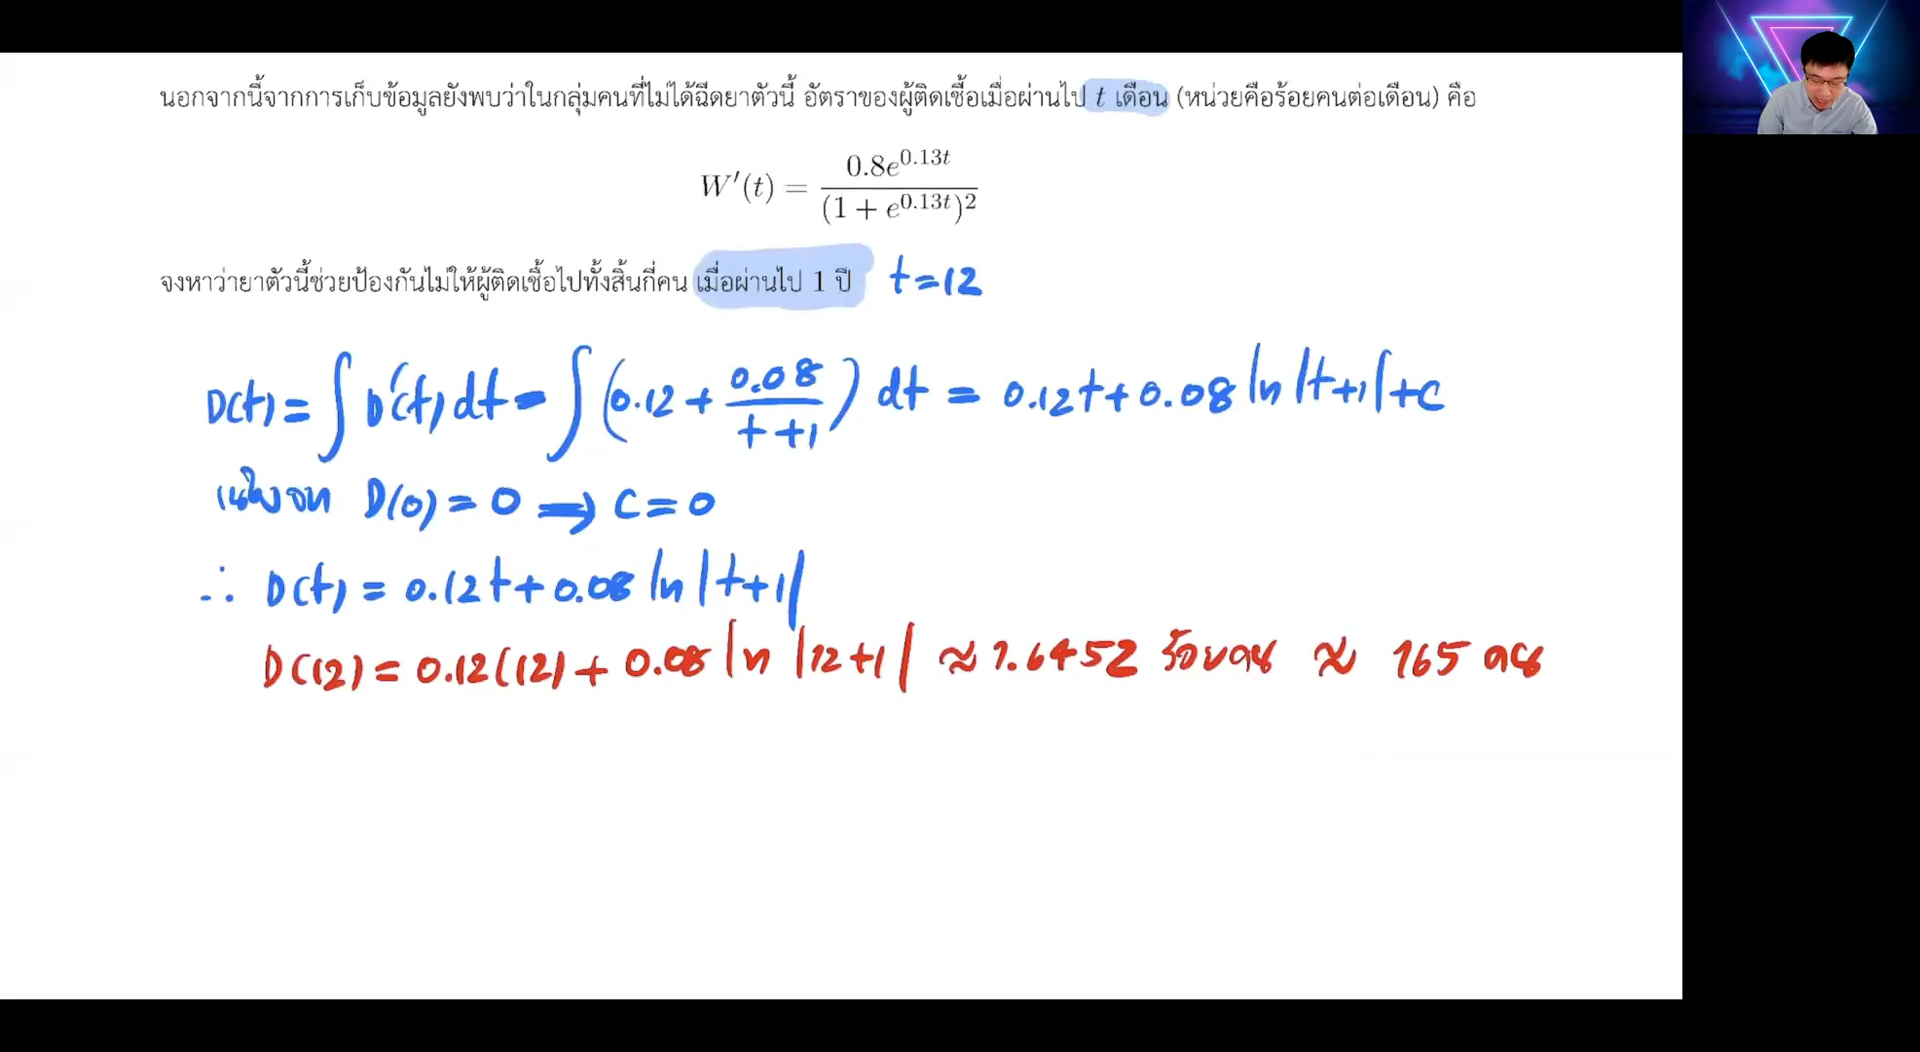 นอกจากนี้จากการเก็บข้อมูลยังพบว่าในกลุ่มคนที่ไม่ได้ฉีดยาตัวนี้ อัตราของผู้ติดเชื้อเมื่อผ่านไป t เดือน (หน่วยคือร้อยคนต่อเดือน) คือ
W′(t) = 0.8e^{0.13t} / (1 + e^{0.13t})^2
จงหาว่ายาตัวนี้ช่วยป้องกันไม่ให้ผู้ติดเชื้อไปทั้งสิ้นกี่คน เมื่อผ่านไป 1 ปี t=12
D(t) = ∫ D′(t) dt = ∫ (0.12 + 0.08/(t+1)) dt = 0.12t + 0.08 ln|t+1| + C
เนื่องจาก D(0) = 0 ⟹ C = 0
∴ D(t) = 0.12t + 0.08 ln|t+1|
D(12) = 0.12(12) + 0.08 ln|12+1| ≈ 1.6452 ร้อยคน ≈ 165 คน